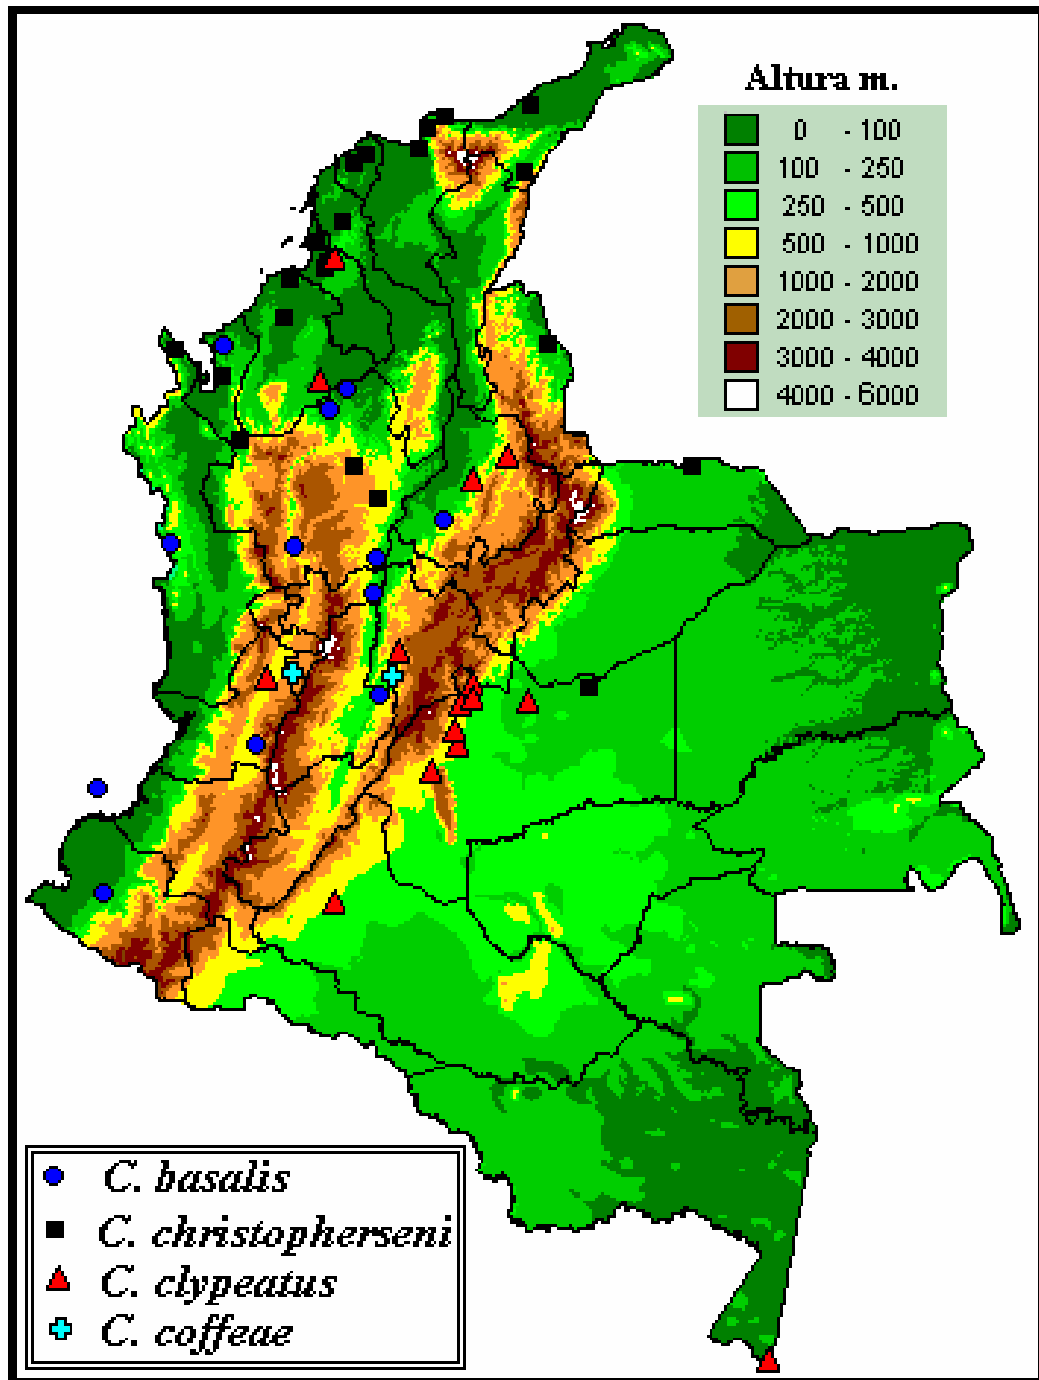 Altura m.
0 - 100
100 - 250
250 - 500
500 - 1000
1000 - 2000
2000 - 3000
3000 - 4000
4000 - 6000
C. basalis
C. christopherseni
C. clypeatus
C. coffeae